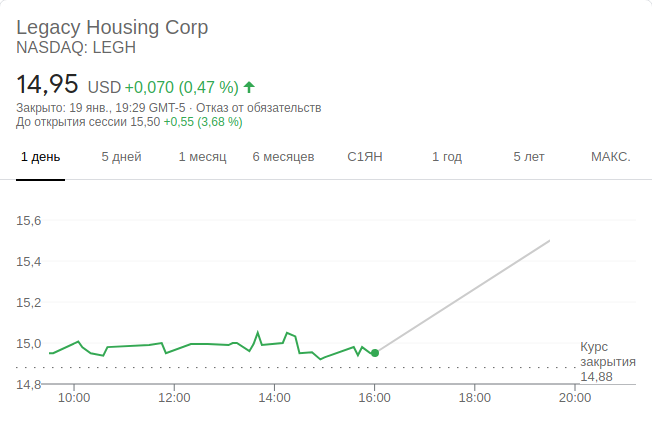 Legacy Housing Corp
NASDAQ: LEGH
14,95 USD +0,070 (0,47 %)
Закрыто: 19 янв., 19:29 GMT-5 · Отказ от обязательств
До открытия сессии 15,50 +0,55 (3,68 %)
1 день 5 дней 1 месяц 6 месяцев С1ЯН 1 год 5 лет МАКС.
15,6
15,4
15,2
15,0
Курс
закрытия
14,88
14,8
10:00 12:00 14:00 16:00 18:00 20:00